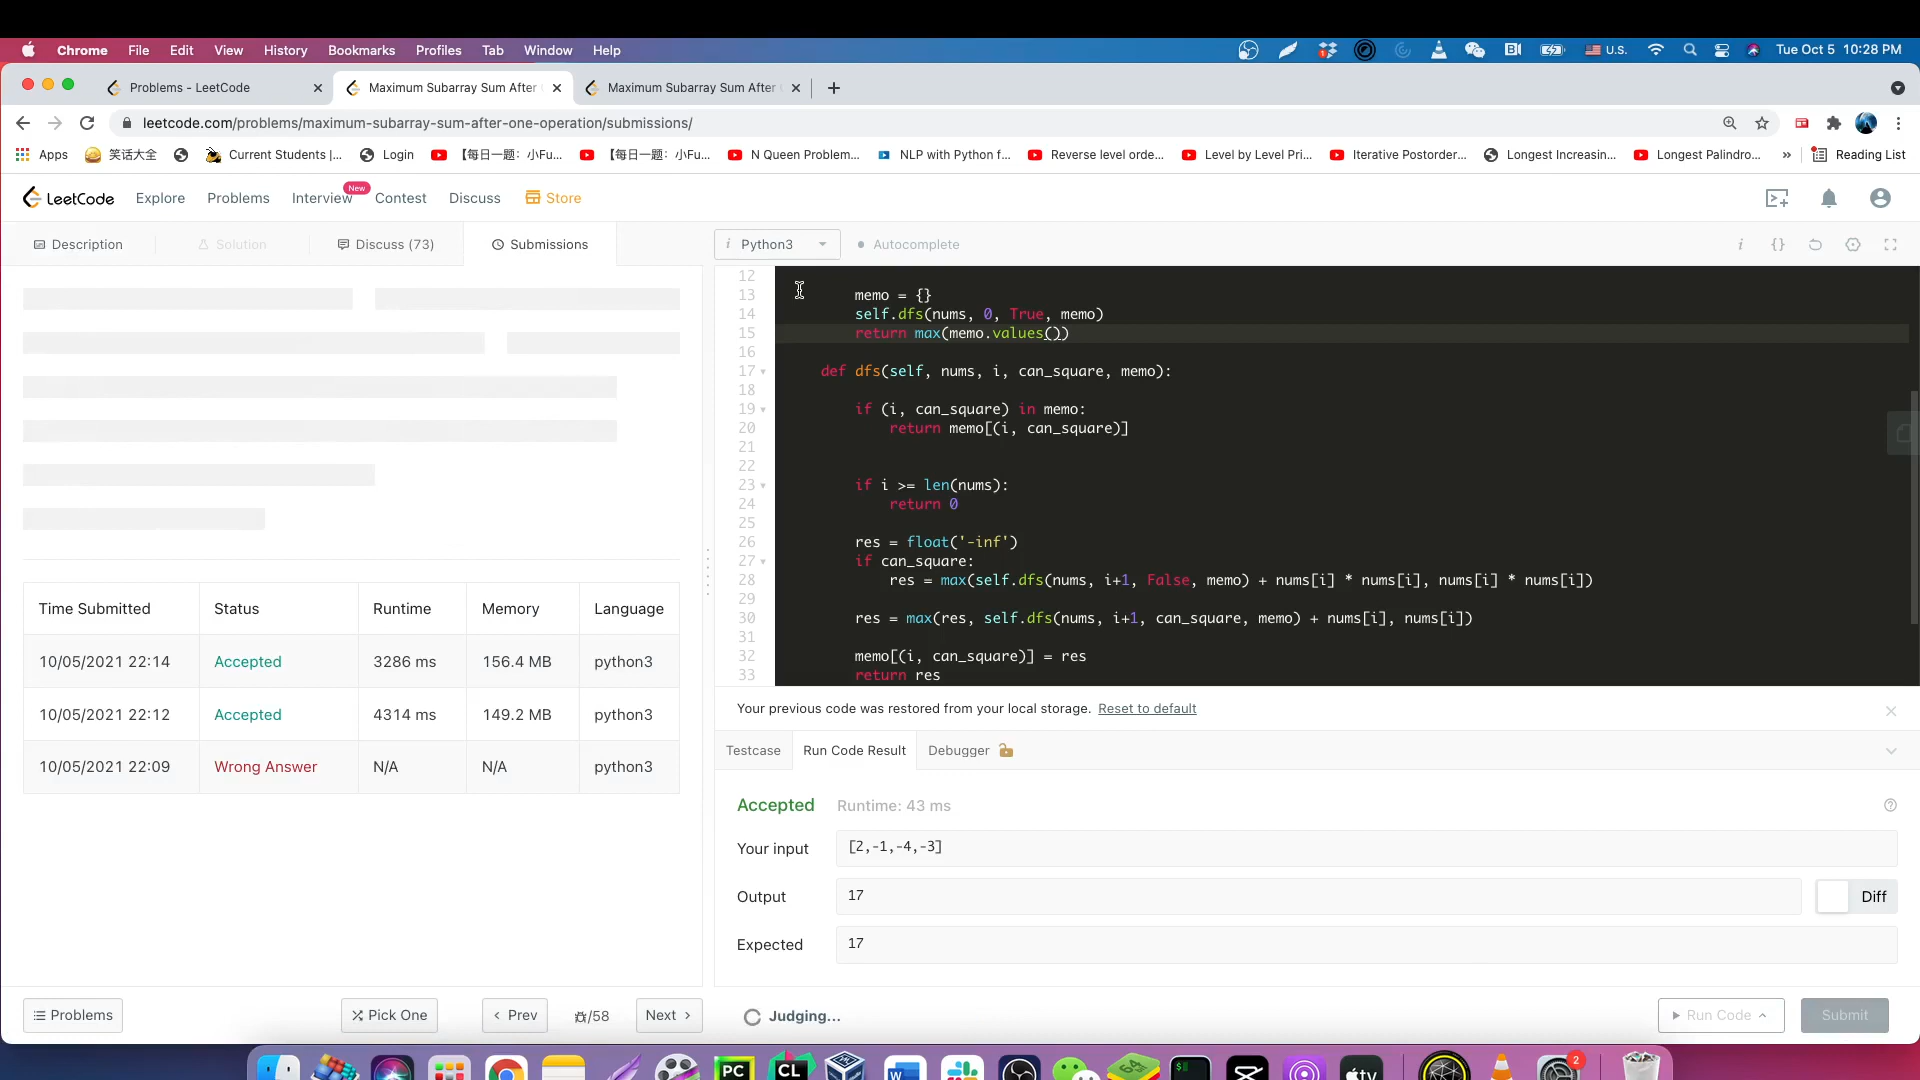 Chrome File Edit View History Bookmarks Profiles Tab Window Help U.S. Tue Oct 5 10:28 PM
Problems - LeetCode Maximum Subarray Sum After Maximum Subarray Sum After
leetcode.com/problems/maximum-subarray-sum-after-one-operation/submissions/
Apps 笑话大全 Current Students |... Login 【每日一题：小Fu... 【每日一题：小Fu... N Queen Problem... NLP with Python f... Reverse level orde... Level by Level Pri... Iterative Postorder... Longest Increasin... Longest Palindro... » Reading List
LeetCode Explore Problems Interview New Contest Discuss Store
Description Solution Discuss (73) Submissions
i Python3 Autocomplete i {}
12
13 memo = {}
14 self.dfs(nums, 0, True, memo)
15 return max(memo.values())
16
17 def dfs(self, nums, i, can_square, memo):
18
19 if (i, can_square) in memo:
20 return memo[(i, can_square)]
21
22
23 if i >= len(nums):
24 return 0
25
26 res = float('-inf')
27 if can_square:
28 res = max(self.dfs(nums, i+1, False, memo) + nums[i] * nums[i], nums[i] * nums[i])
29
30 res = max(res, self.dfs(nums, i+1, can_square, memo) + nums[i], nums[i])
31
32 memo[(i, can_square)] = res
33 return res
Time Submitted Status Runtime Memory Language
10/05/2021 22:14 Accepted 3286 ms 156.4 MB python3
10/05/2021 22:12 Accepted 4314 ms 149.2 MB python3
10/05/2021 22:09 Wrong Answer N/A N/A python3
Your previous code was restored from your local storage. Reset to default
Testcase Run Code Result Debugger
Accepted Runtime: 43 ms
Your input [2,-1,-4,-3]
Output 17 Diff
Expected 17
Problems Pick One Prev /58 Next Judging... Run Code Submit
PC CL W tv 2